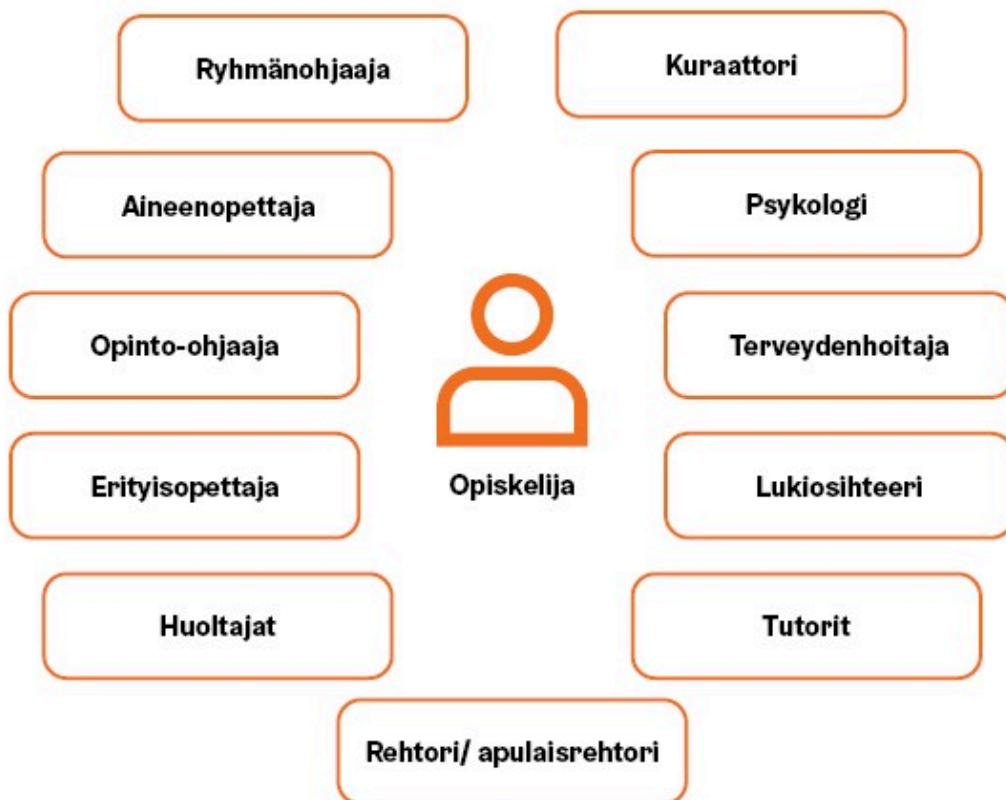 Ryhmänohjaaja
Kuraattori
Aineenopettaja
Psykologi
Opinto-ohjaaja
Terveydenhoitaja
Erityisopettaja
Opiskelija
Lukiosihteeri
Huoltajat
Tutorit
Rehtori/ apulaisrehtori